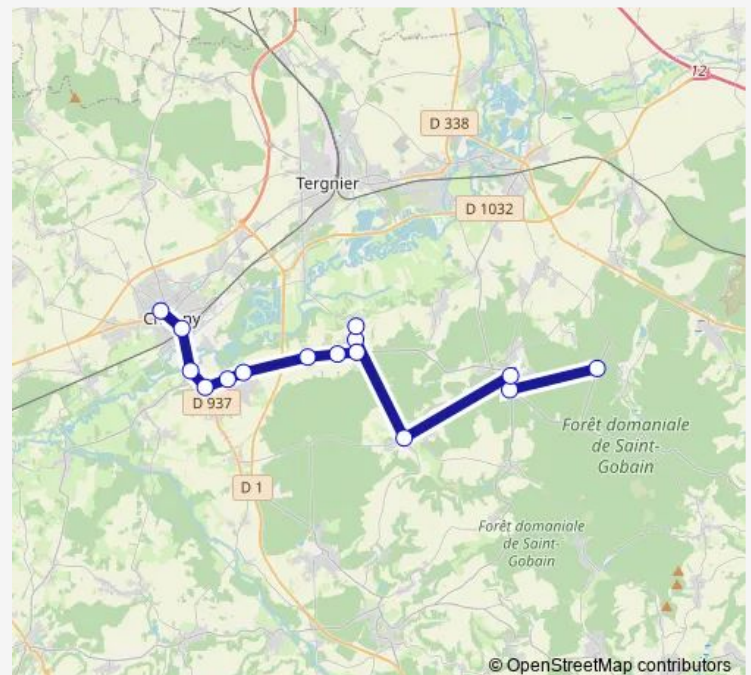 12
D 338
Tergnier
D 1032
D 937
Forêt domaniale
de Saint-
Gobain
D 1
Forêt domaniale
de Saint-
Gobain
© OpenStreetMap contributors